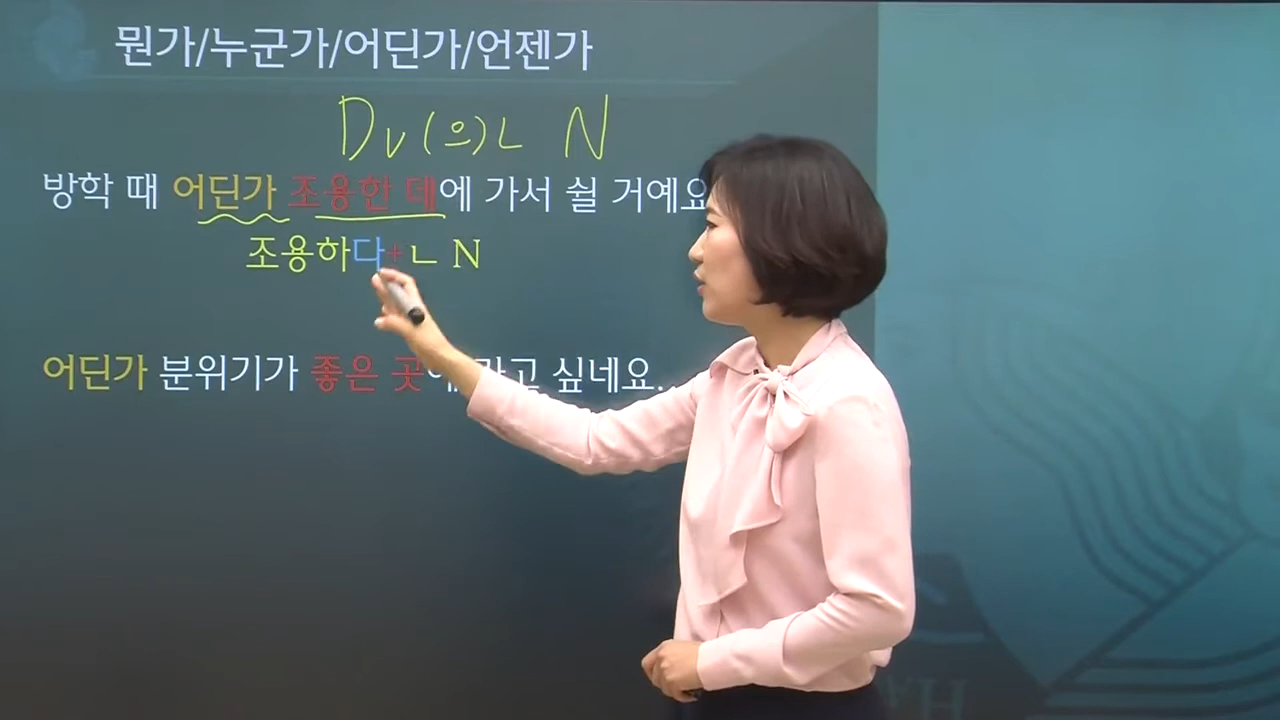 뭔가/누군가/어딘가/언젠가
Dv(으)ㄴ N
방학 때 어딘가 조용한 데에 가서 쉴 거예요
조용하다+ㄴ N
어딘가 분위기가 좋은 곳에 가고 싶네요.